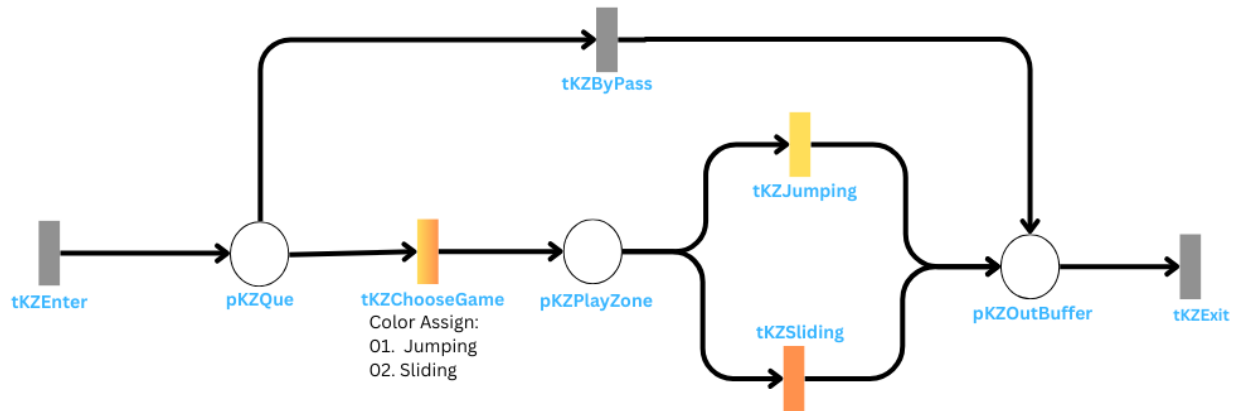 tKZByPass
tKZJumping
tKZEnter
pKZQue
tKZChooseGame
Color Assign:
01. Jumping
02. Sliding
pKZPlayZone
tKZSliding
pKZOutBuffer
tKZExit